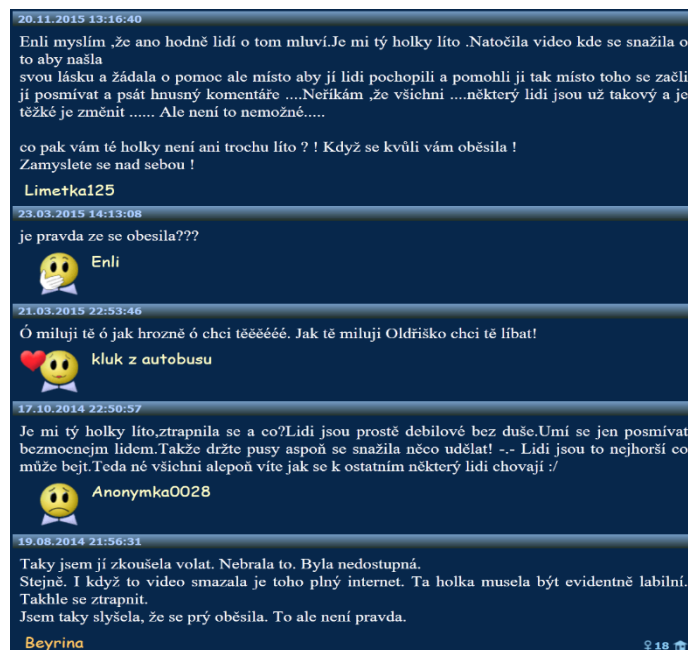 20.11.2015 13:16:40
Enli myslím ,že ano hodně lidí o tom mluví.Je mi tý holky líto .Natočila video kde se snažila o
to aby našla
svou lásku a žádala o pomoc ale místo aby jí lidi pochopili a pomohli ji tak místo toho se začli
jí posmívat a psát hnusný komentáře ....Neříkám ,že všichni ....některý lidi jsou už takový a je
těžké je změnit ...... Ale není to nemožné.....
co pak vám té holky není ani trochu líto ? ! Když se kvůli vám oběsila !
Zamyslete se nad sebou !
Limetka125
23.03.2015 14:13:08
je pravda ze se obesila???
Enli
21.03.2015 22:53:46
Ó miluji tě ó jak hrozně ó chci těěěééé. Jak tě miluji Oldřiško chci tě líbat!
kluk z autobusu
17.10.2014 22:50:57
Je mi tý holky líto,ztrapnila se a co?Lidi jsou prostě debilové bez duše.Umí se jen posmívat
bezmocnejm lidem.Takže držte pusy aspoň se snažila něco udělat! -.- Lidi jsou to nejhorší co
může bejt.Teda né všichni alepoň víte jak se k ostatním některý lidi chovají :/
Anonymka0028
19.08.2014 21:56:31
Taky jsem jí zkoušela volat. Nebrala to. Byla nedostupná.
Stejně. I když to video smazala je toho plný internet. Ta holka musela být evidentně labilní.
Takhle se ztrapnit.
Jsem taky slyšela, že se prý oběsila. To ale není pravda.
Beyrina ♀ 18